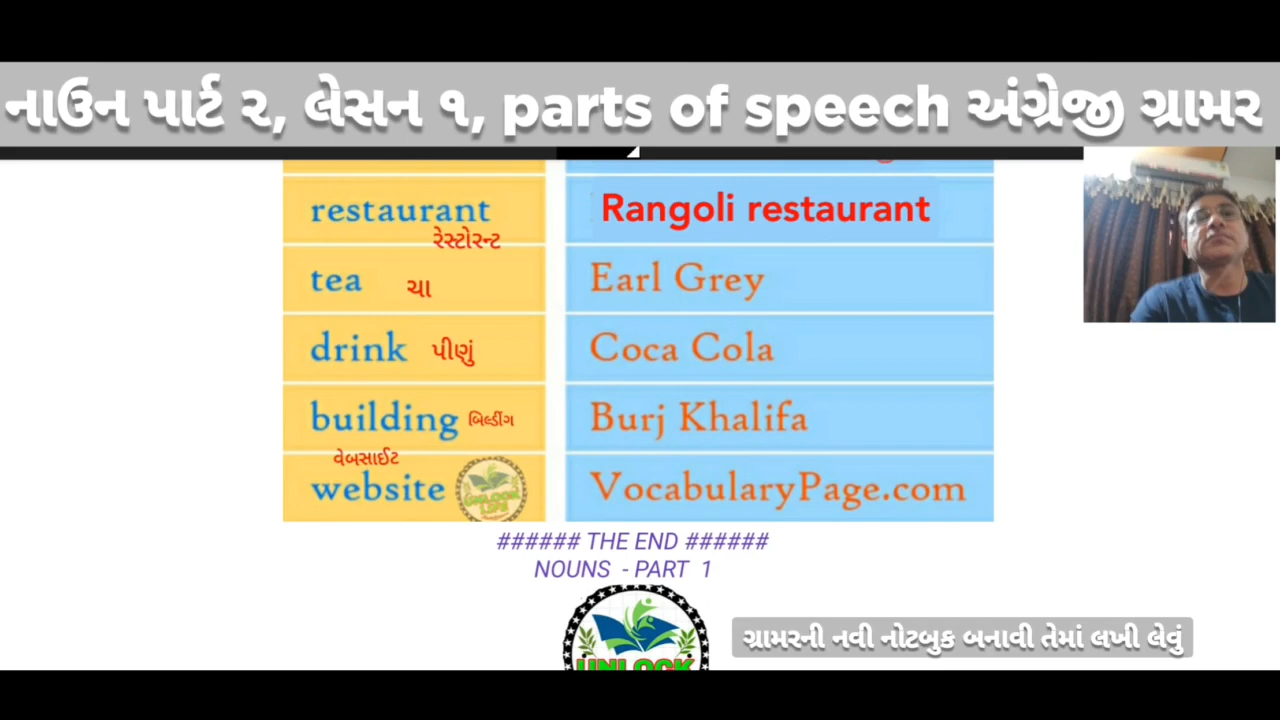 નાઉન પાર્ટ ૨, લેસન ૧, parts of speech અંગ્રેજી ગ્રામર
restaurant રેસ્ટોરન્ટ Rangoli restaurant
tea ચા Earl Grey
drink પીણું Coca Cola
building બિલ્ડીંગ Burj Khalifa
વેબસાઈટ
website VocabularyPage.com
###### THE END ######
NOUNS - PART 1
UNLOCK
ગ્રામરની નવી નોટબુક બનાવી તેમાં લખી લેવું